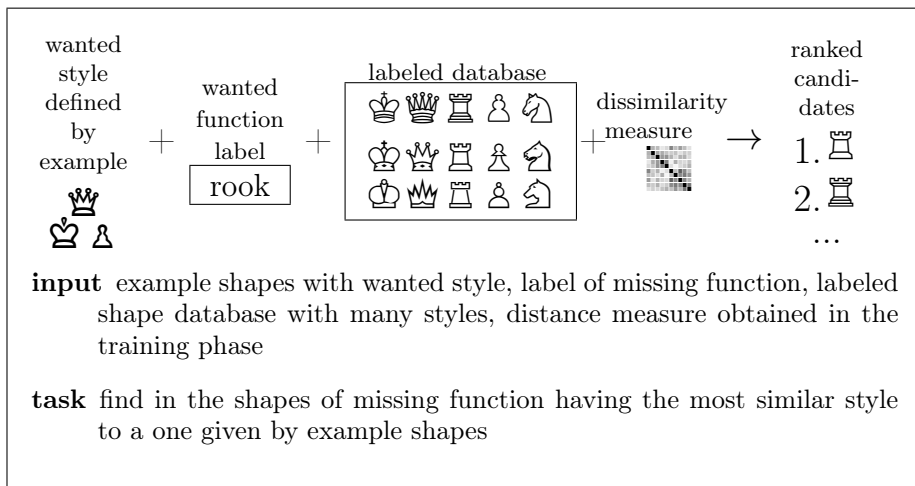 wanted
style
defined
by
example
+
wanted
function
label
rook
+
labeled database
+
dissimilarity
measure
→
ranked
candi-
dates
1.
2.
...
input example shapes with wanted style, label of missing function, labeled
shape database with many styles, distance measure obtained in the
training phase
task find in the shapes of missing function having the most similar style
to a one given by example shapes